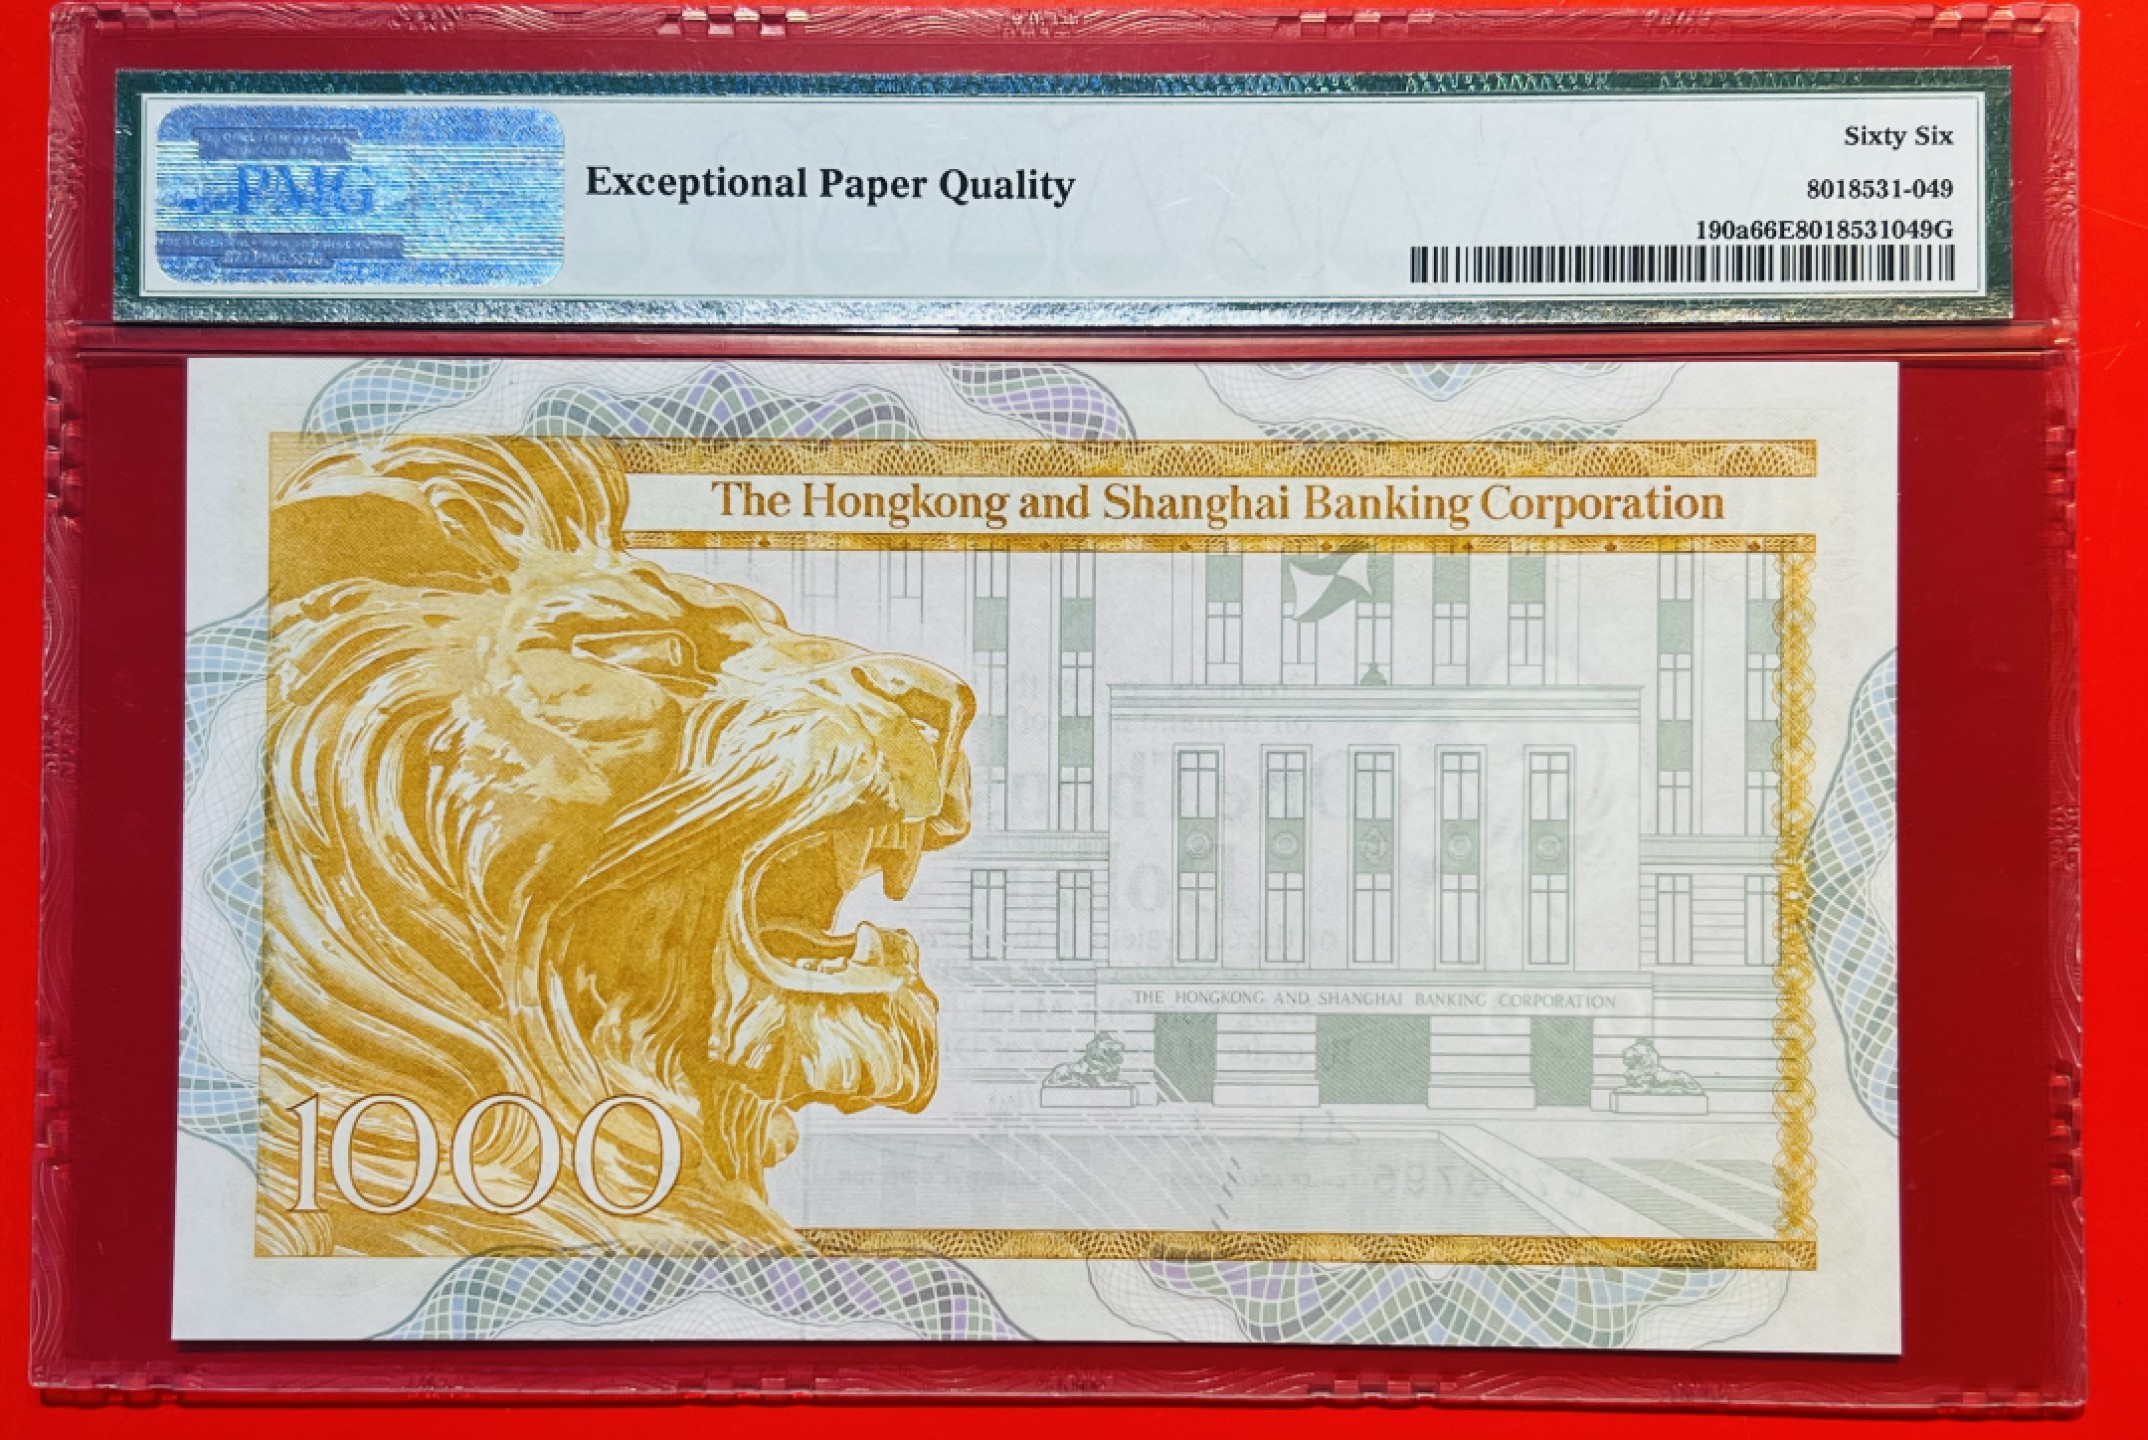 PMG
Exceptional Paper Quality
Sixty Six
8018531-049
190a66E8018531049G
The Hongkong and Shanghai Banking Corporation
THE HONGKONG AND SHANGHAI BANKING CORPORATION
1000